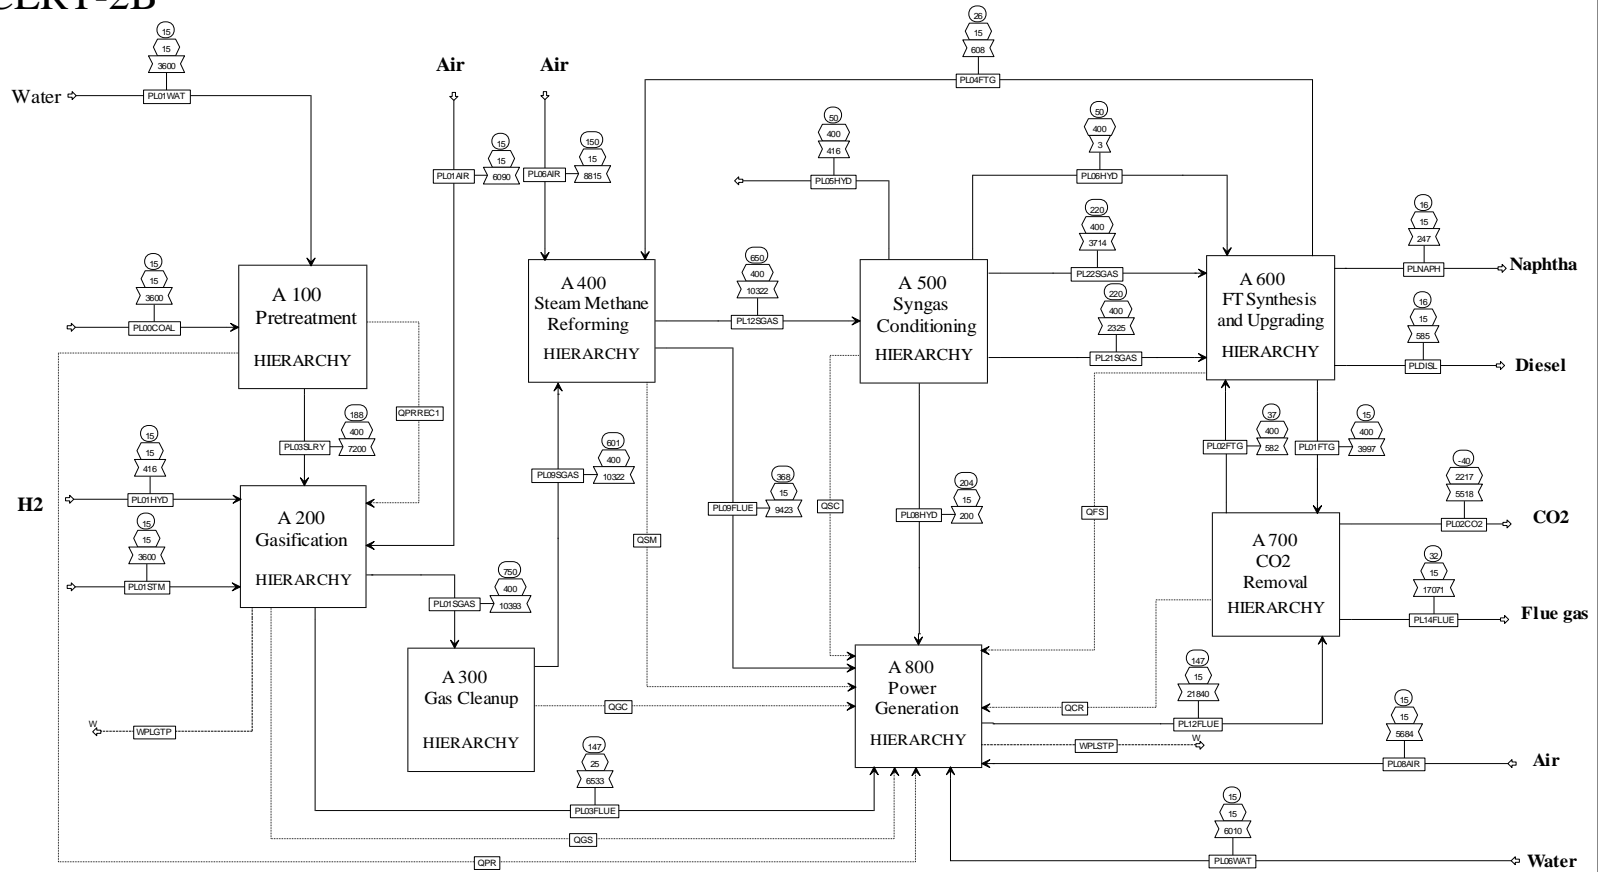 CERT-2B
15
15
3600
Water
PL01WAT
Air
Air
26
15
608
PL04FTG
15
15
6090
PL01AIR
150
15
8815
PL06AIR
50
400
416
PL05HYD
50
400
3
PL06HYD
220
400
3714
PL22SGAS
16
15
247
PLNAPH
Naphtha
15
15
3600
PL00COAL
A 100
Pretreatment
HIERARCHY
A 400
Steam Methane
Reforming
HIERARCHY
650
400
10322
PL12SGAS
A 500
Syngas
Conditioning
HIERARCHY
220
400
2325
PL21SGAS
A 600
FT Synthesis
and Upgrading
HIERARCHY
16
15
585
PLDISL
Diesel
QPRREC1
188
400
7200
PL03SLRY
601
400
10322
PL09SGAS
368
15
9423
PL09FLUE
37
400
582
PL02FTG
15
400
3997
PL01FTG
15
15
416
PL01HYD
H2
15
15
3600
PL01STM
A 200
Gasification
HIERARCHY
QSM
QSC
204
15
200
PL08HYD
QFS
-40
2217
5518
PL02CO2
CO2
A 700
CO2
Removal
HIERARCHY
32
15
17071
PL14FLUE
Flue gas
750
400
10393
PL01SGAS
A 300
Gas Cleanup
HIERARCHY
QGC
A 800
Power
Generation
HIERARCHY
147
15
21840
QCR
PL12FLUE
W
WPLGTP
W
WPLSTP
15
15
5684
PL08AIR
Air
147
25
6533
PL03FLUE
QGS
QPR
15
15
6010
PL06WAT
Water